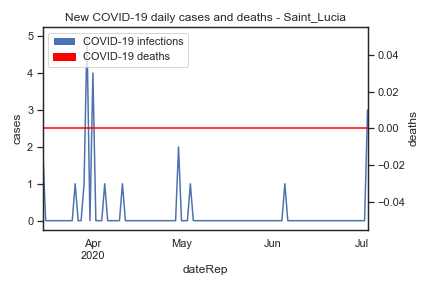 New COVID-19 daily cases and deaths - Saint_Lucia
COVID-19 infections
COVID-19 deaths
5
4
3
2
1
0
cases
0.04
0.02
0.00
−0.02
−0.04
deaths
Apr
2020
May
Jun
Jul
dateRep